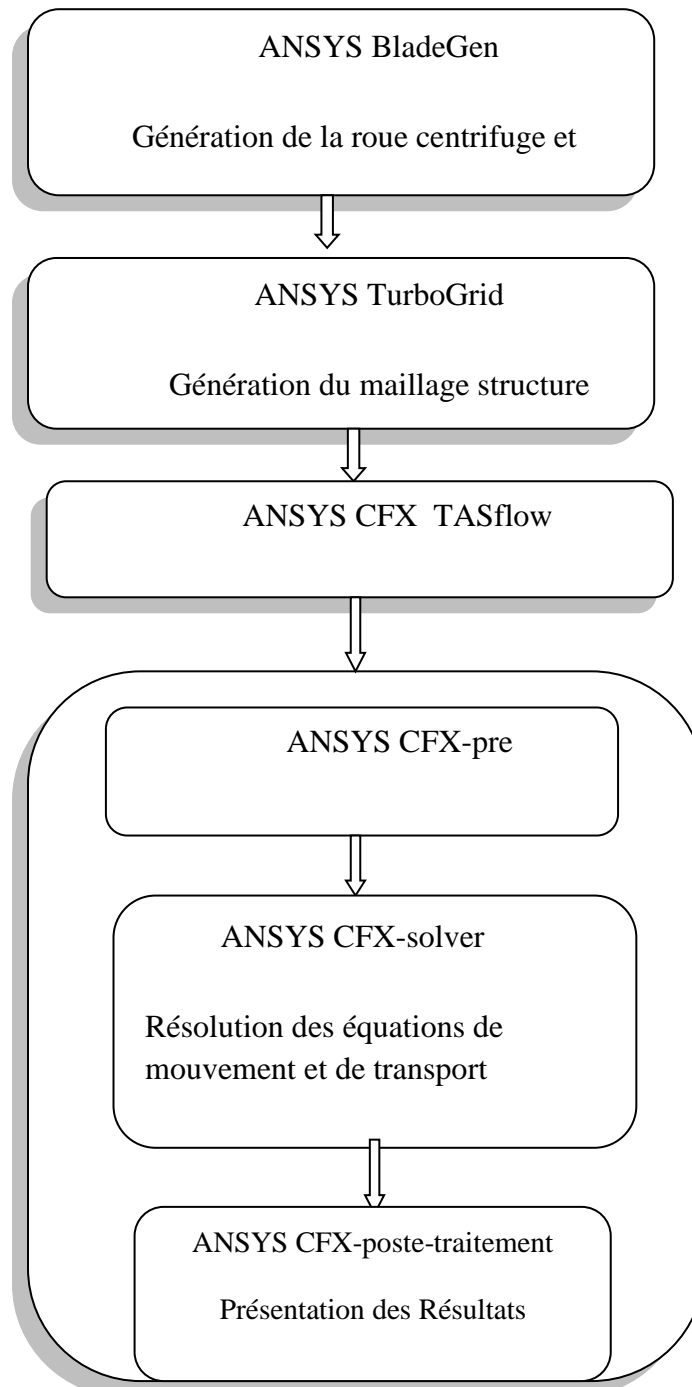 ANSYS BladeGen
Génération de la roue centrifuge et
ANSYS TurboGrid
Génération du maillage structure
ANSYS CFX TASflow
ANSYS CFX-pre
ANSYS CFX-solver
Résolution des équations de
mouvement et de transport
ANSYS CFX-poste-traitement
Présentation des Résultats